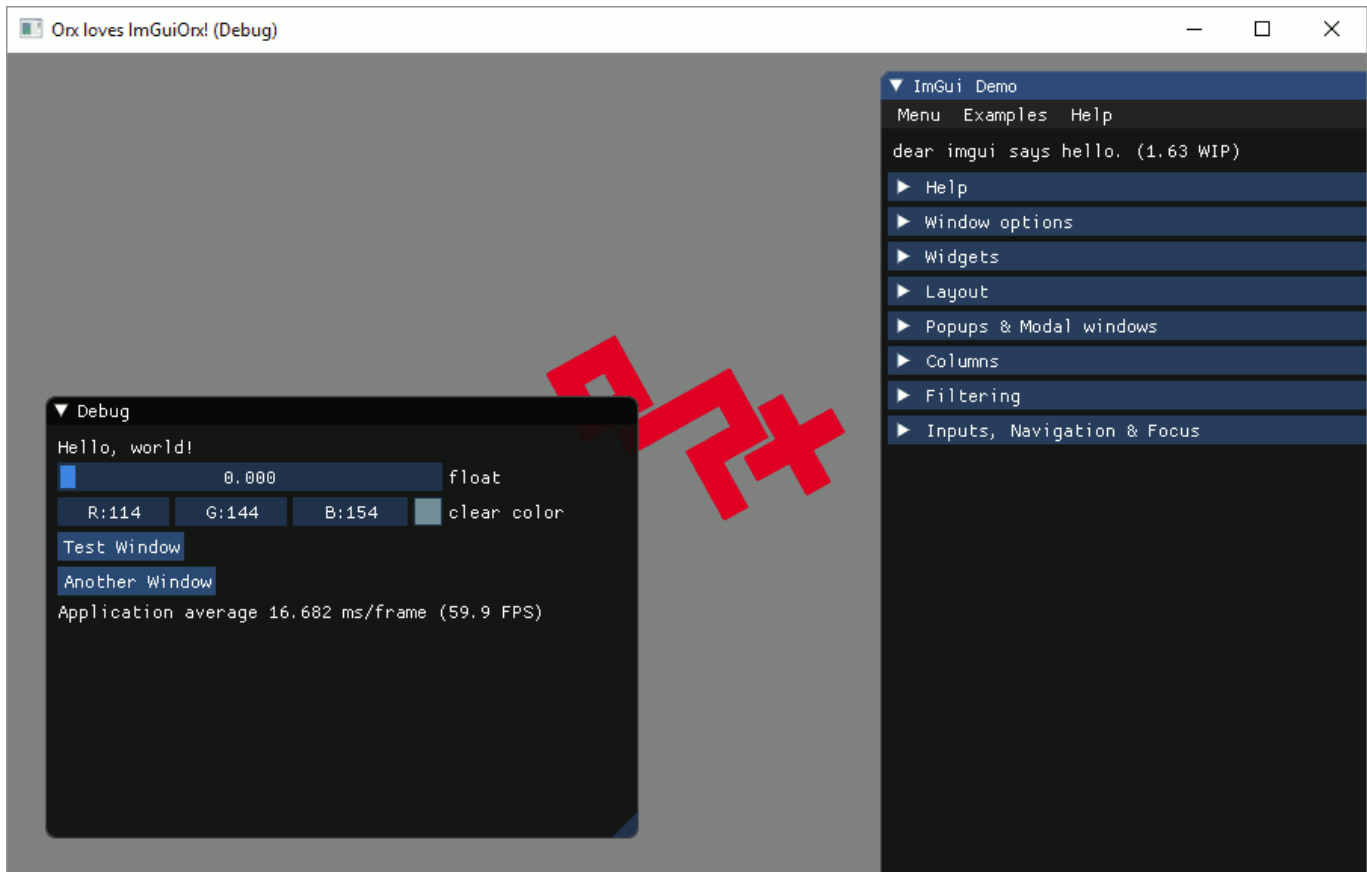 Orx loves ImGuiOrx! (Debug)
ImGui Demo
Menu Examples Help
dear imgui says hello. (1.63 WIP)
Help
Window options
Widgets
Layout
Popups & Modal windows
Columns
Filtering
Inputs, Navigation & Focus
Debug
Hello, world!
0.000 float
R:114 G:144 B:154 clear color
Test Window
Another Window
Application average 16.682 ms/frame (59.9 FPS)